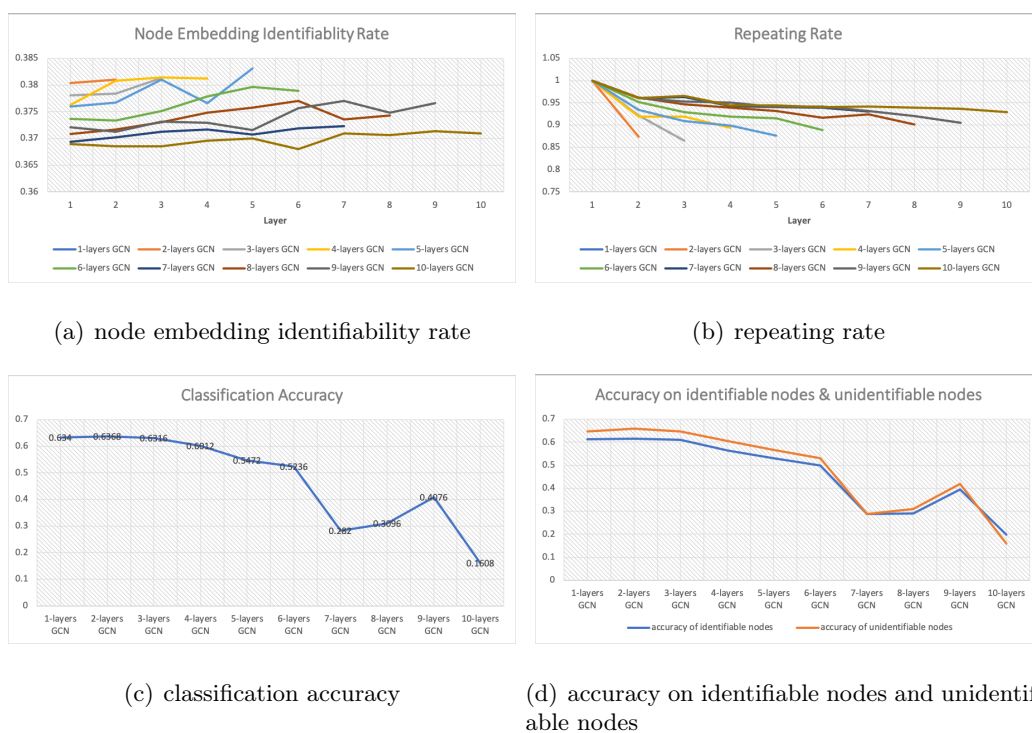 Node Embedding Identifiablity Rate
0.385
0.38
0.375
0.37
0.365
0.36
1 2 3 4 5 6 7 8 9 10
Layer
1-layers GCN 2-layers GCN 3-layers GCN 4-layers GCN 5-layers GCN
6-layers GCN 7-layers GCN 8-layers GCN 9-layers GCN 10-layers GCN
(a) node embedding identifiability rate
Repeating Rate
1.05
1
0.95
0.9
0.85
0.8
0.75
1 2 3 4 5 6 7 8 9 10
Layer
1-layers GCN 2-layers GCN 3-layers GCN 4-layers GCN 5-layers GCN
6-layers GCN 7-layers GCN 8-layers GCN 9-layers GCN 10-layers GCN
(b) repeating rate
Classification Accuracy
0.7
0.6
0.5
0.4
0.3
0.2
0.1
0
0.634 0.6368 0.6316 0.6012 0.5472 0.5236 0.282 0.3096 0.4076 0.1608
1-layers 2-layers 3-layers 4-layers 5-layers 6-layers 7-layers 8-layers 9-layers 10-layers
GCN GCN GCN GCN GCN GCN GCN GCN GCN GCN
(c) classification accuracy
Accuracy on identifiable nodes & unidentifiable nodes
0.7
0.6
0.5
0.4
0.3
0.2
0.1
0
1-layers 2-layers 3-layers 4-layers 5-layers 6-layers 7-layers 8-layers 9-layers 10-layers
GCN GCN GCN GCN GCN GCN GCN GCN GCN GCN
accuracy of identifiable nodes accuracy of unidentifiable nodes
(d) accuracy on identifiable nodes and unidentif
able nodes